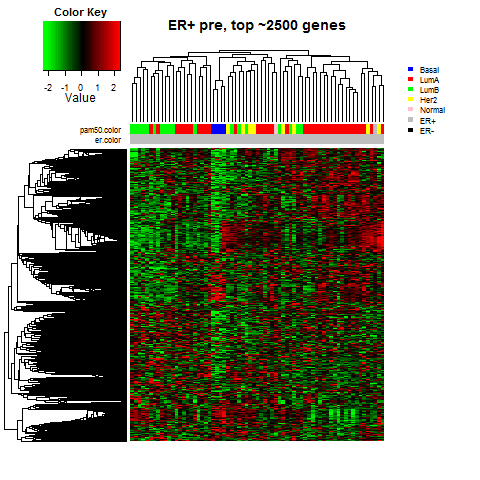 Color Key
-2 -1 0 1 2
Value
ER+ pre, top ~2500 genes
Basal
LumA
LumB
Her2
Normal
ER+
ER-
pam50.color
er.color